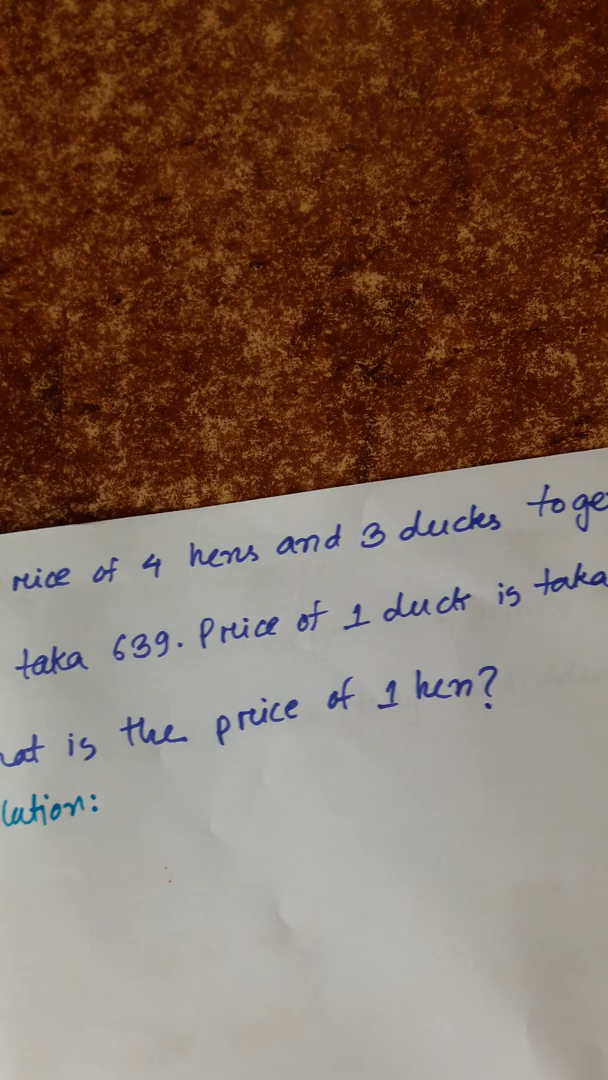 rice of 4 hens and 3 ducks toge
taka 639. Price of 1 duck is taka
hat is the price of 1 hen?
lution: